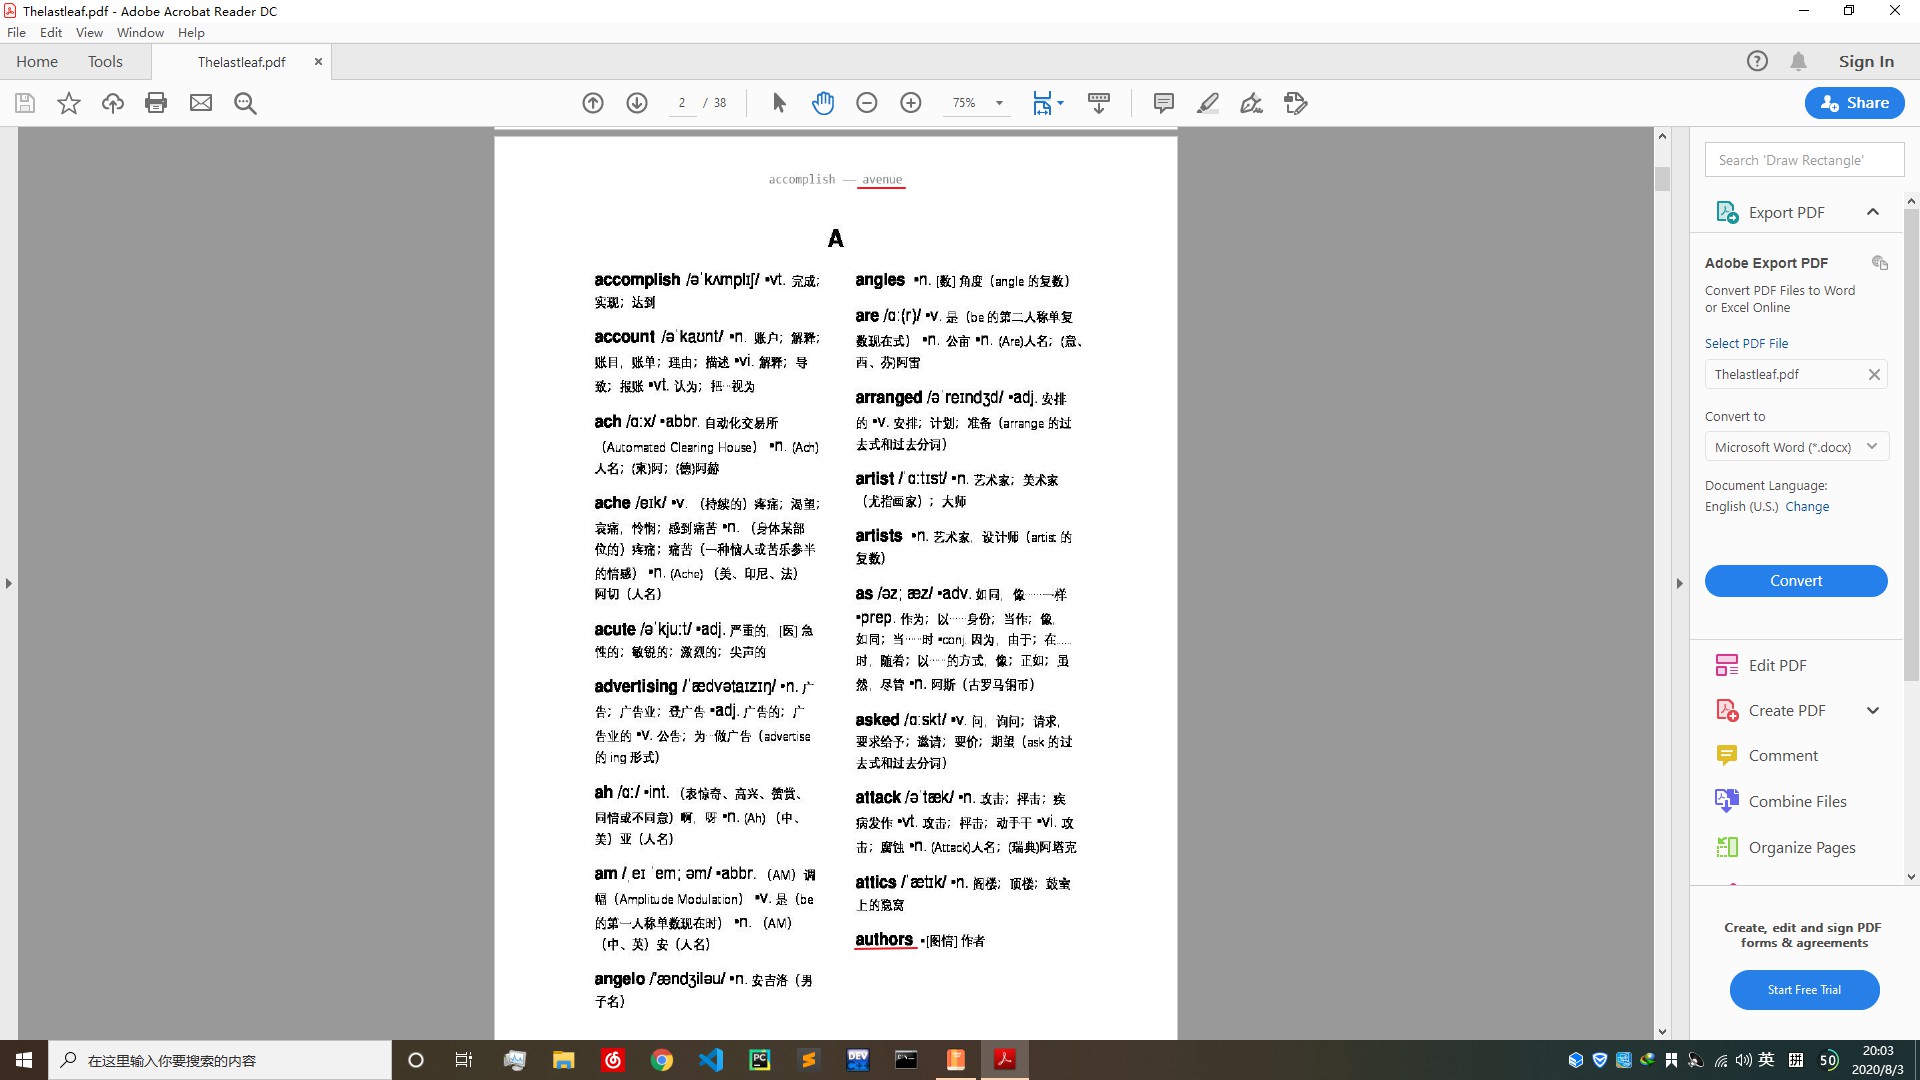 Thelastleaf.pdf - Adobe Acrobat Reader DC
File Edit View Window Help
Home Tools Thelastleaf.pdf Sign In
2 / 38 75% Share
accomplish —— avenue
A
accomplish /əˈkʌmplɪʃ/ ▪vt. 完成；
实现；达到
account /əˈkaʊnt/ ▪n. 账户；解释；
账目，账单；理由；描述 ▪vi. 解释；导
致；报账 ▪vt. 认为；把…视为
ach /ɑːx/ ▪abbr. 自动化交易所
（Automated Clearing House） ▪n. (Ach)
人名；(柬)阿；(德)阿赫
ache /eɪk/ ▪v. （持续的）疼痛；渴望；
哀痛，怜悯；感到痛苦 ▪n. （身体某部
位的）疼痛；痛苦（一种恼人或苦乐参半
的情感） ▪n. (Ache) （美、印尼、法）
阿切（人名）
acute /əˈkjuːt/ ▪adj. 严重的，[医] 急
性的；敏锐的；激烈的；尖声的
advertising /ˈædvətaɪzɪŋ/ ▪n. 广
告；广告业；登广告 ▪adj. 广告的；广
告业的 ▪v. 公告；为…做广告（advertise
的 ing 形式）
ah /ɑː/ ▪int. （表惊奇、高兴、赞赏、
同情或不同意）啊，呀 ▪n. (Ah) （中、
美）亚（人名）
am /ˌeɪ ˈem; əm/ ▪abbr. （AM）调
幅（Amplitude Modulation） ▪v. 是（be
的第一人称单数现在时） ▪n. （AM）
（中、英）安（人名）
angelo /ˈændʒiləu/ ▪n. 安吉洛（男
子名）
angles ▪n. [数] 角度（angle 的复数）
are /ɑː(r)/ ▪v. 是（be 的第二人称单复
数现在式） ▪n. 公亩 ▪n. (Are)人名；(意、
西、芬)阿雷
arranged /əˈreɪndʒd/ ▪adj. 安排
的 ▪v. 安排；计划；准备（arrange 的过
去式和过去分词）
artist /ˈɑːtɪst/ ▪n. 艺术家；美术家
（尤指画家）；大师
artists ▪n. 艺术家，设计师（artist 的
复数）
as /əz; æz/ ▪adv. 如同，像……一样
▪prep. 作为；以……身份；当作；像，
如同；当……时 ▪conj. 因为，由于；在……
时，随着；以……的方式，像；正如；虽
然，尽管 ▪n. 阿斯（古罗马铜币）
asked /ɑːskt/ ▪v. 问，询问；请求，
要求给予；邀请；要价；期望（ask 的过
去式和过去分词）
attack /əˈtæk/ ▪n. 攻击；抨击；疾
病发作 ▪vt. 攻击；抨击；动手干 ▪vi. 攻
击；腐蚀 ▪n. (Attack)人名；(瑞典)阿塔克
attics /ˈætɪk/ ▪n. 阁楼；顶楼；鼓室
上的隐窝
authors ▪[图情] 作者
Search 'Draw Rectangle'
Export PDF
Adobe Export PDF
Convert PDF Files to Word
or Excel Online
Select PDF File
Thelastleaf.pdf
Convert to
Microsoft Word (*.docx)
Document Language:
English (U.S.) Change
Convert
Edit PDF
Create PDF
Comment
Combine Files
Organize Pages
Create, edit and sign PDF
forms & agreements
Start Free Trial
在这里输入你要搜索的内容
PC
DEV
英 拼 50
20:03
2020/8/3